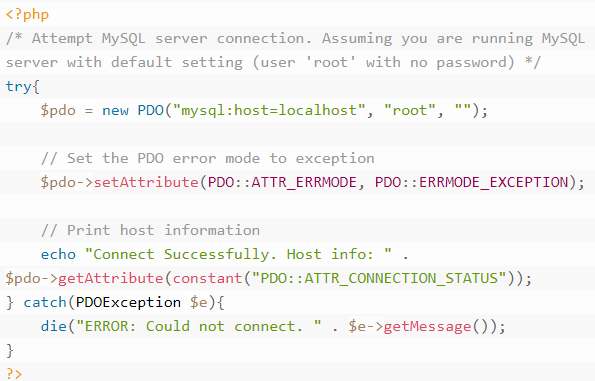 <?php
/* Attempt MySQL server connection. Assuming you are running MySQL
server with default setting (user 'root' with no password) */
try{
    $pdo = new PDO("mysql:host=localhost", "root", "");
    // Set the PDO error mode to exception
    $pdo->setAttribute(PDO::ATTR_ERRMODE, PDO::ERRMODE_EXCEPTION);
    // Print host information
    echo "Connect Successfully. Host info: " .
$pdo->getAttribute(constant("PDO::ATTR_CONNECTION_STATUS"));
} catch(PDOException $e){
    die("ERROR: Could not connect. " . $e->getMessage());
}
?>